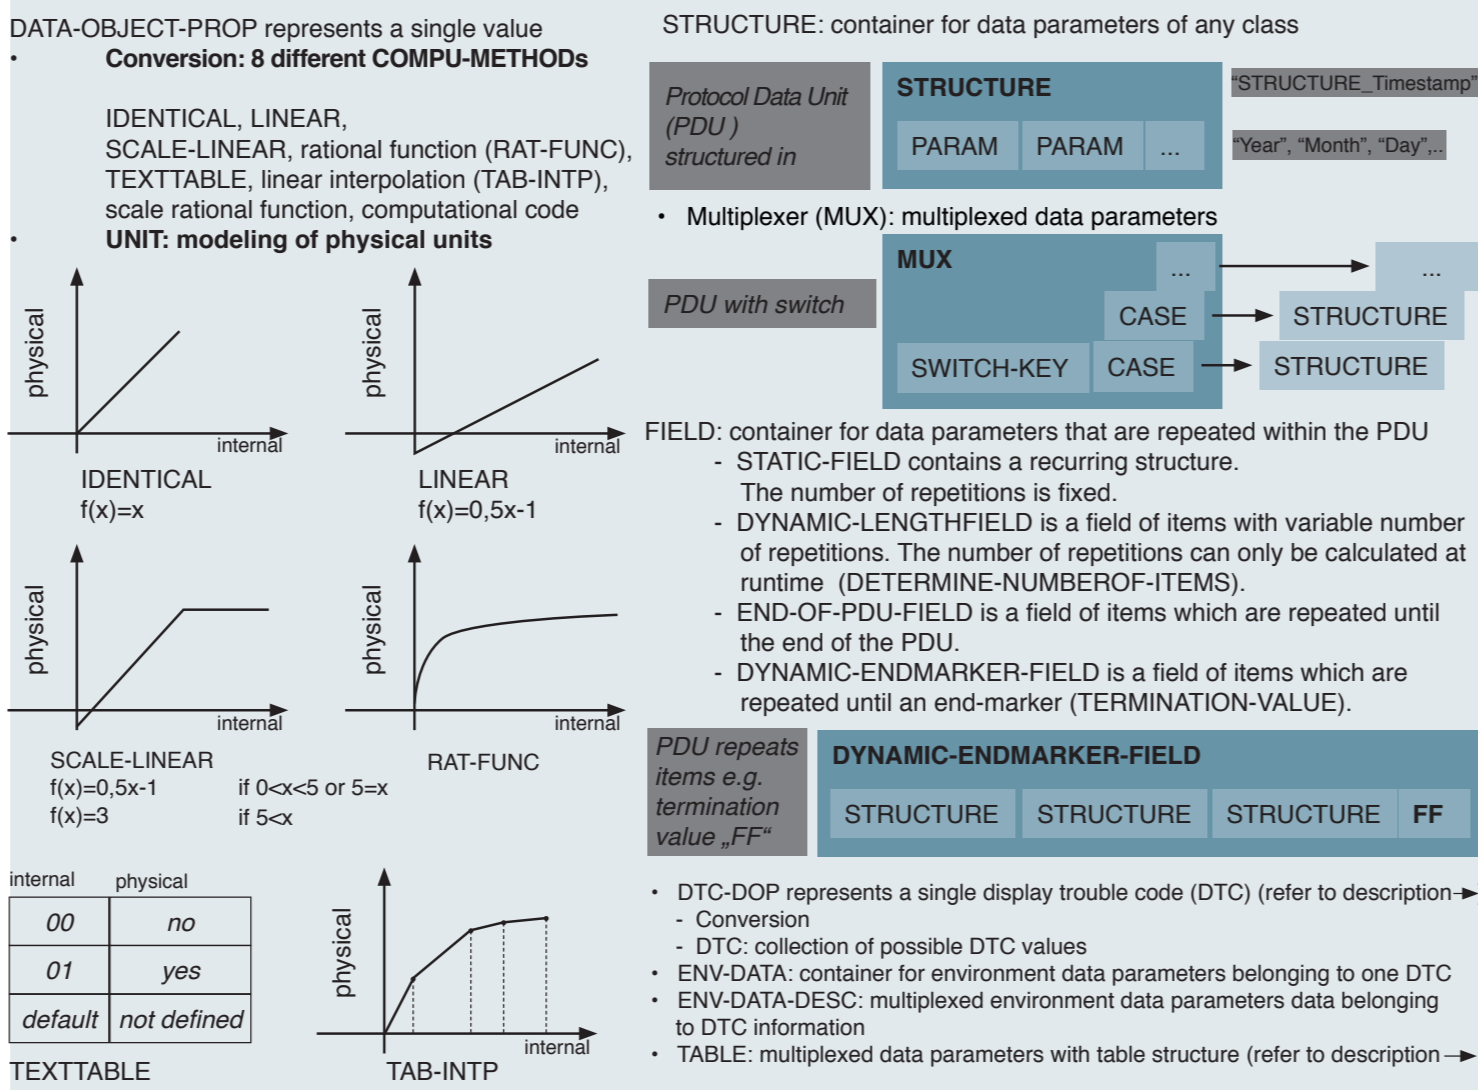 DATA-OBJECT-PROP represents a single value
• Conversion: 8 different COMPU-METHODs
IDENTICAL, LINEAR,
SCALE-LINEAR, rational function (RAT-FUNC),
TEXTTABLE, linear interpolation (TAB-INTP),
scale rational function, computational code
• UNIT: modeling of physical units
physical
internal
IDENTICAL
f(x)=x
physical
internal
LINEAR
f(x)=0,5x-1
physical
internal
SCALE-LINEAR
f(x)=0,5x-1 if 0<x<5 or 5=x
f(x)=3 if 5<x
physical
internal
RAT-FUNC
internal physical
00 no
01 yes
default not defined
TEXTTABLE
physical
internal
TAB-INTP
STRUCTURE: container for data parameters of any class
Protocol Data Unit
(PDU )
structured in
STRUCTURE
PARAM PARAM ...
“STRUCTURE_Timestamp”
“Year”, “Month”, “Day”,..
• Multiplexer (MUX): multiplexed data parameters
PDU with switch
MUX
... ...
CASE STRUCTURE
SWITCH-KEY CASE STRUCTURE
FIELD: container for data parameters that are repeated within the PDU
- STATIC-FIELD contains a recurring structure.
The number of repetitions is fixed.
- DYNAMIC-LENGTHFIELD is a field of items with variable number
of repetitions. The number of repetitions can only be calculated at
runtime (DETERMINE-NUMBEROF-ITEMS).
- END-OF-PDU-FIELD is a field of items which are repeated until
the end of the PDU.
- DYNAMIC-ENDMARKER-FIELD is a field of items which are
repeated until an end-marker (TERMINATION-VALUE).
PDU repeats
items e.g.
termination
value „FF“
DYNAMIC-ENDMARKER-FIELD
STRUCTURE STRUCTURE STRUCTURE FF
• DTC-DOP represents a single display trouble code (DTC) (refer to description
- Conversion
- DTC: collection of possible DTC values
• ENV-DATA: container for environment data parameters belonging to one DTC
• ENV-DATA-DESC: multiplexed environment data parameters data belonging
to DTC information
• TABLE: multiplexed data parameters with table structure (refer to description